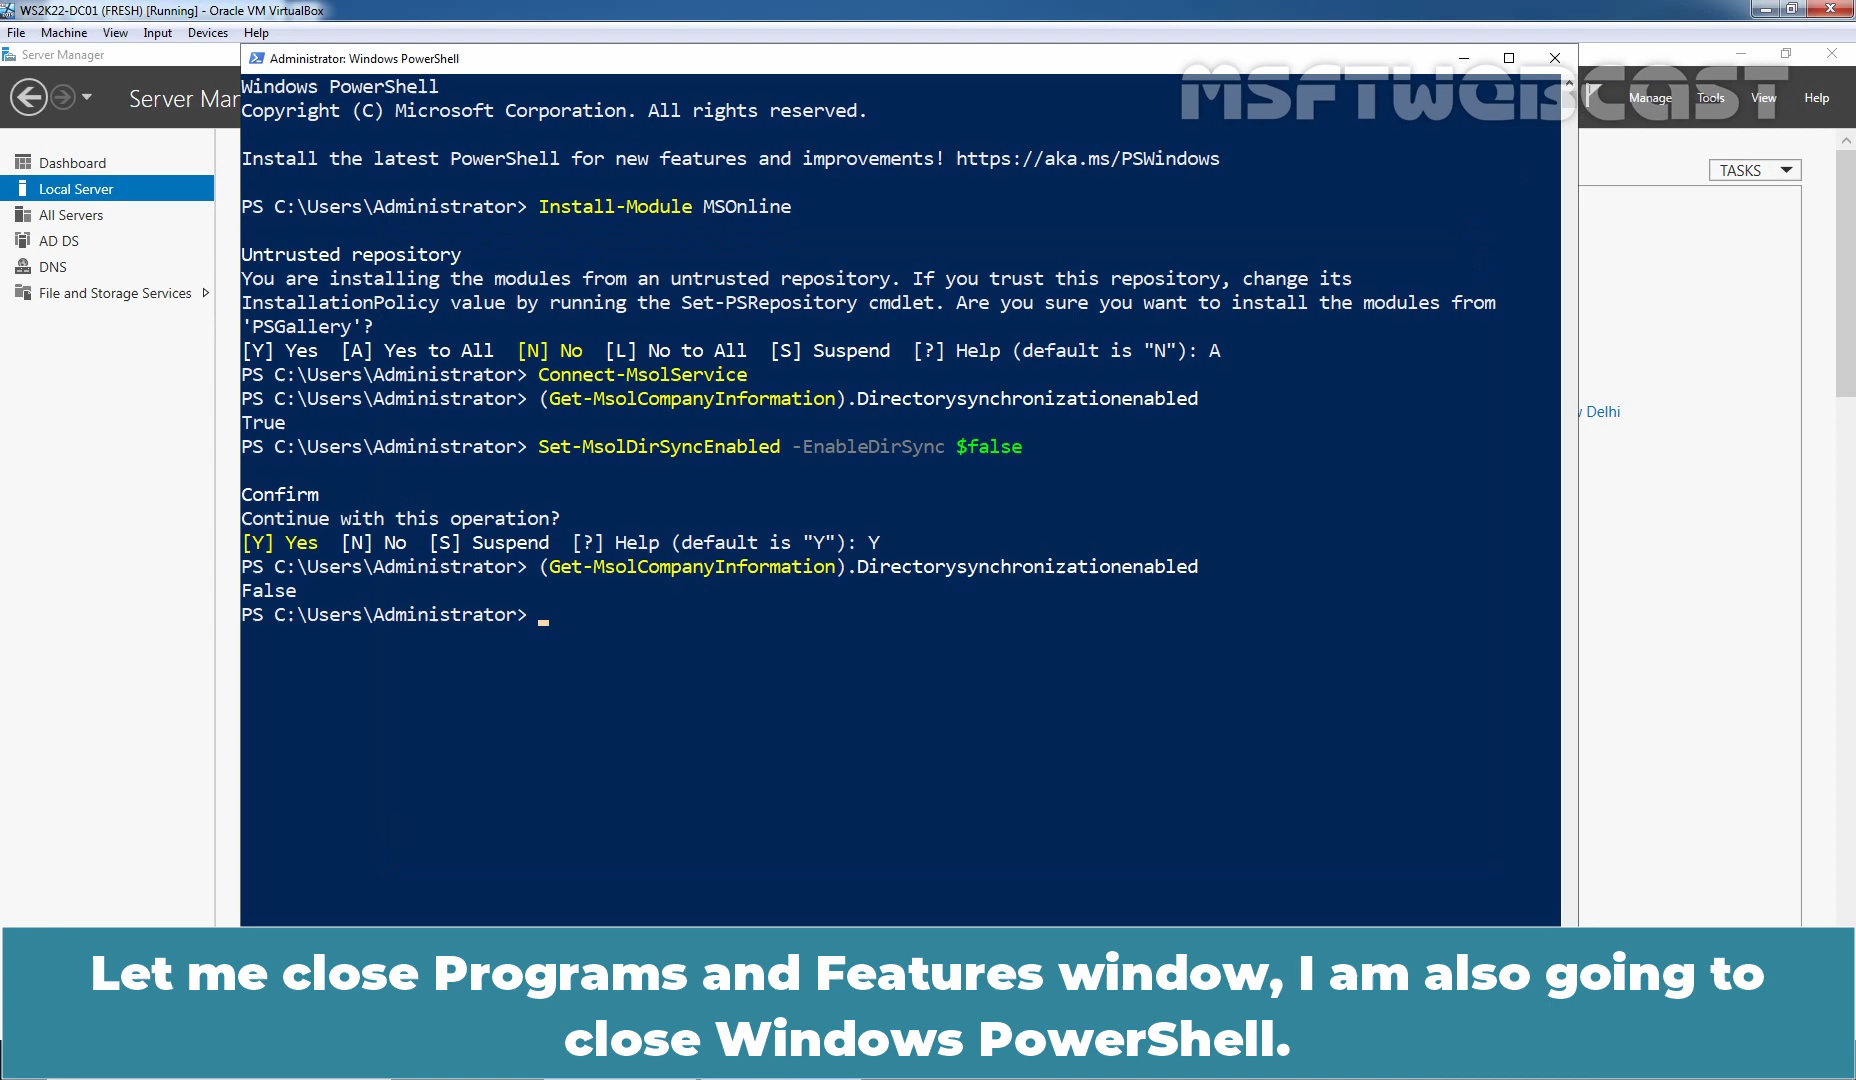 WS2K22-DC01 (FRESH) [Running] - Oracle VM VirtualBox
File Machine View Input Devices Help
Server Manager
Administrator: Windows PowerShell
MSFTWEBCAST
Server Mar
Manage Tools View Help
Dashboard
Local Server
All Servers
AD DS
DNS
File and Storage Services
TASKS
Delhi
Windows PowerShell
Copyright (C) Microsoft Corporation. All rights reserved.
Install the latest PowerShell for new features and improvements! https://aka.ms/PSWindows
PS C:\Users\Administrator> Install-Module MSOnline
Untrusted repository
You are installing the modules from an untrusted repository. If you trust this repository, change its
InstallationPolicy value by running the Set-PSRepository cmdlet. Are you sure you want to install the modules from
'PSGallery'?
[Y] Yes [A] Yes to All [N] No [L] No to All [S] Suspend [?] Help (default is "N"): A
PS C:\Users\Administrator> Connect-MsolService
PS C:\Users\Administrator> (Get-MsolCompanyInformation).Directorysynchronizationenabled
True
PS C:\Users\Administrator> Set-MsolDirSyncEnabled -EnableDirSync $false
Confirm
Continue with this operation?
[Y] Yes [N] No [S] Suspend [?] Help (default is "Y"): Y
PS C:\Users\Administrator> (Get-MsolCompanyInformation).Directorysynchronizationenabled
False
PS C:\Users\Administrator>
Let me close Programs and Features window, I am also going to
close Windows PowerShell.